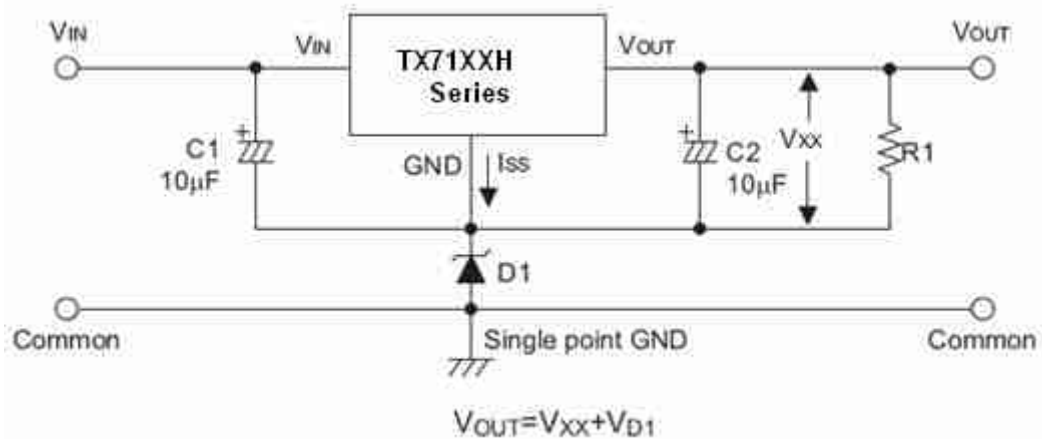 VIN
VIN
TX71XXH
Series
VOUT
VOUT
C1
10μF
GND
ISS
C2
10μF
VXX
R1
D1
Common
Single point GND
Common
VOUT=VXX+VD1